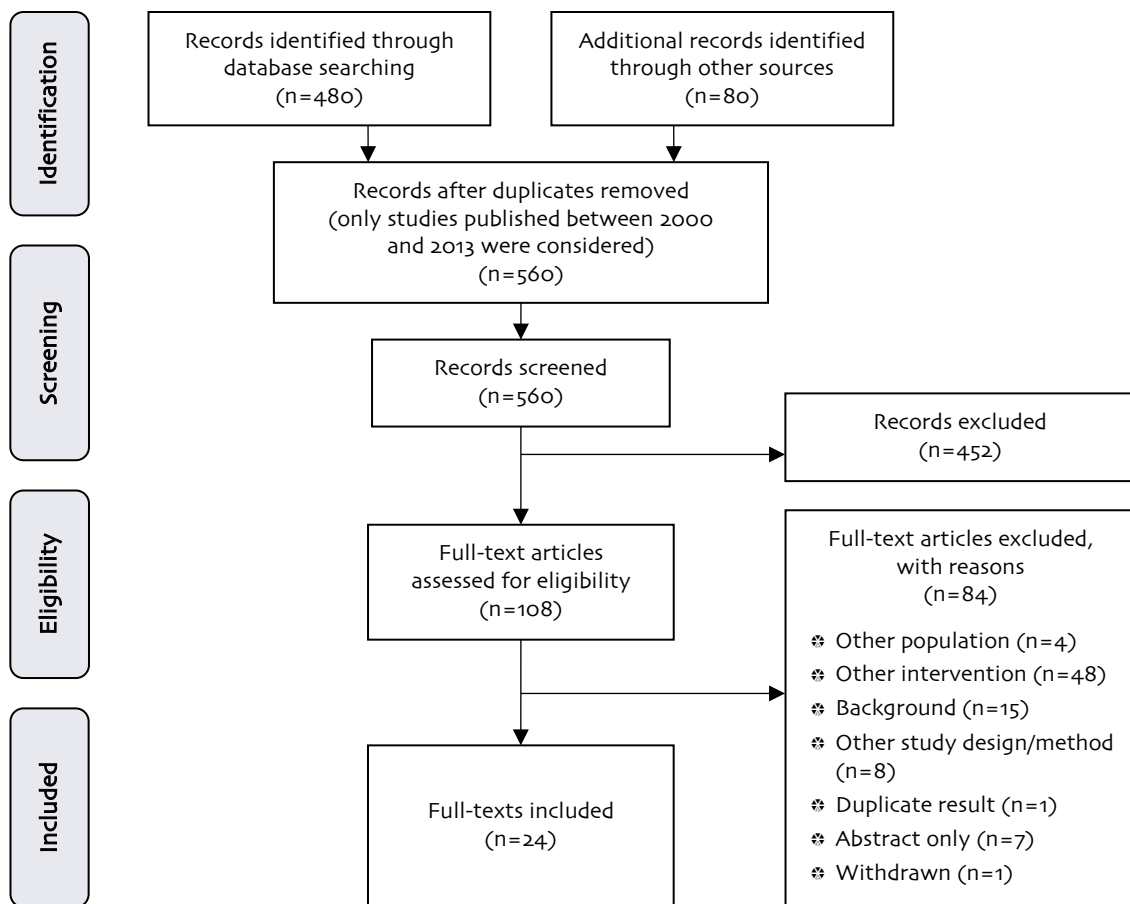 Identification
Records identified through
database searching
(n=480)
Additional records identified
through other sources
(n=80)
Records after duplicates removed
(only studies published between 2000
and 2013 were considered)
(n=560)
Screening
Records screened
(n=560)
Records excluded
(n=452)
Eligibility
Full-text articles
assessed for eligibility
(n=108)
Full-text articles excluded,
with reasons
(n=84)
Other population (n=4)
Other intervention (n=48)
Background (n=15)
Other study design/method
(n=8)
Duplicate result (n=1)
Abstract only (n=7)
Withdrawn (n=1)
Included
Full-texts included
(n=24)